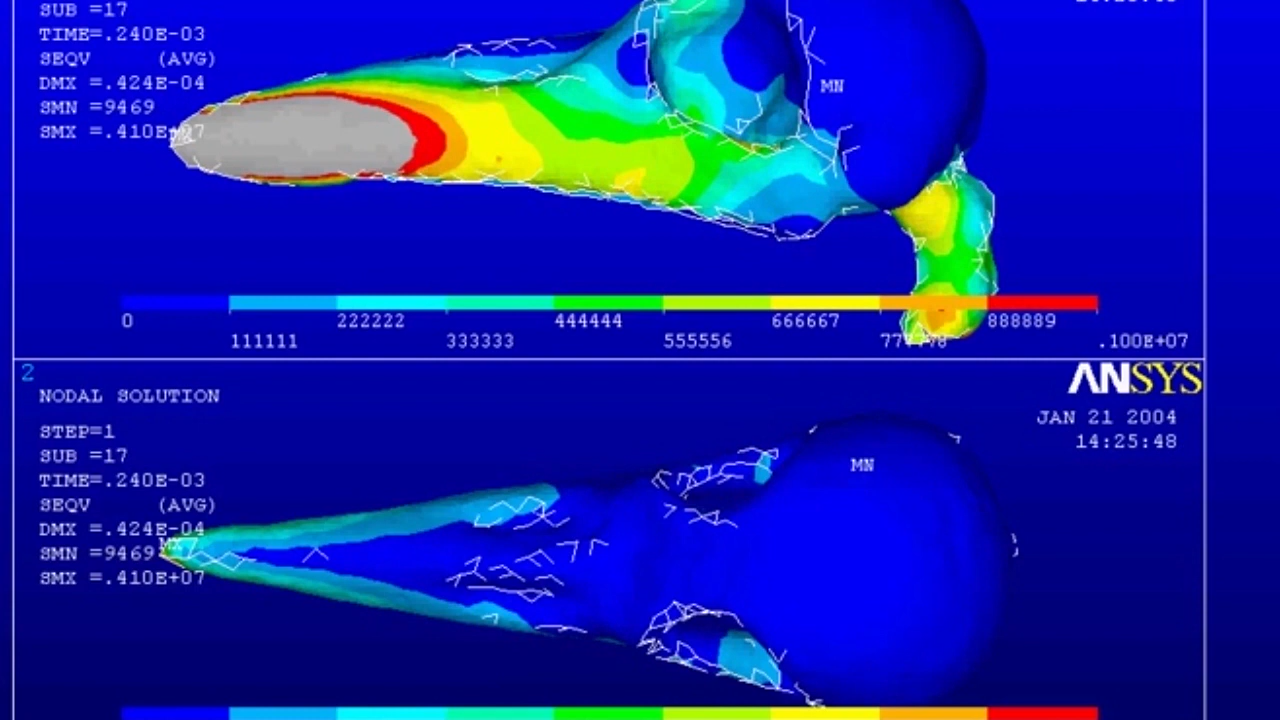 SUB =17
TIME=.240E-03
SEQV (AVG)
DMX =.424E-04
SMN =9469
SMX =.410E+07
MN
0 222222 444444 666667 888889
111111 333333 555556 777778 .100E+07
2
ANSYS
NODAL SOLUTION
JAN 21 2004
14:25:48
STEP=1
SUB =17
TIME=.240E-03
SEQV (AVG)
DMX =.424E-04
SMN =9469
SMX =.410E+07
MN
MX